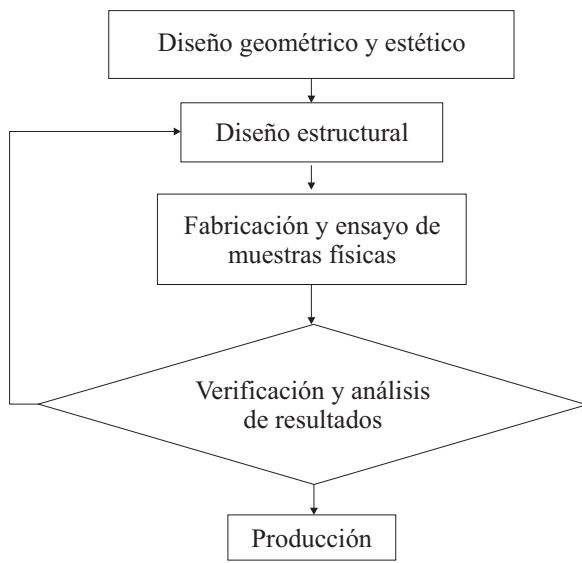 Diseño geométrico y estético
Diseño estructural
Fabricación y ensayo de
muestras físicas
Verificación y análisis
de resultados
Producción